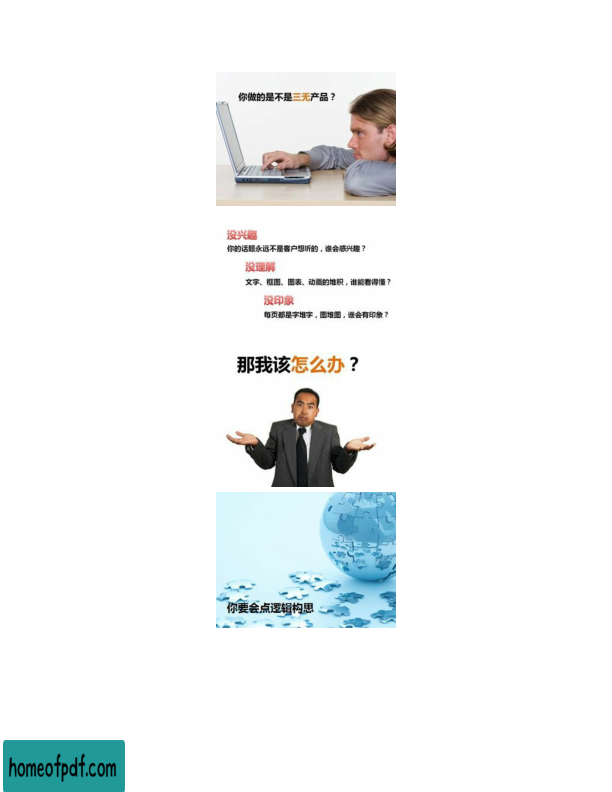 你做的是不是三无产品？
没兴趣
你的话题永远不是客户想听的，谁会感兴趣？
没理解
文字、框图、图表、动画的堆积，谁能看得懂？
没印象
每页都是字堆字，图堆图，谁会有印象？
那我该怎么办？
你要会点逻辑构思
homeofpdf.com